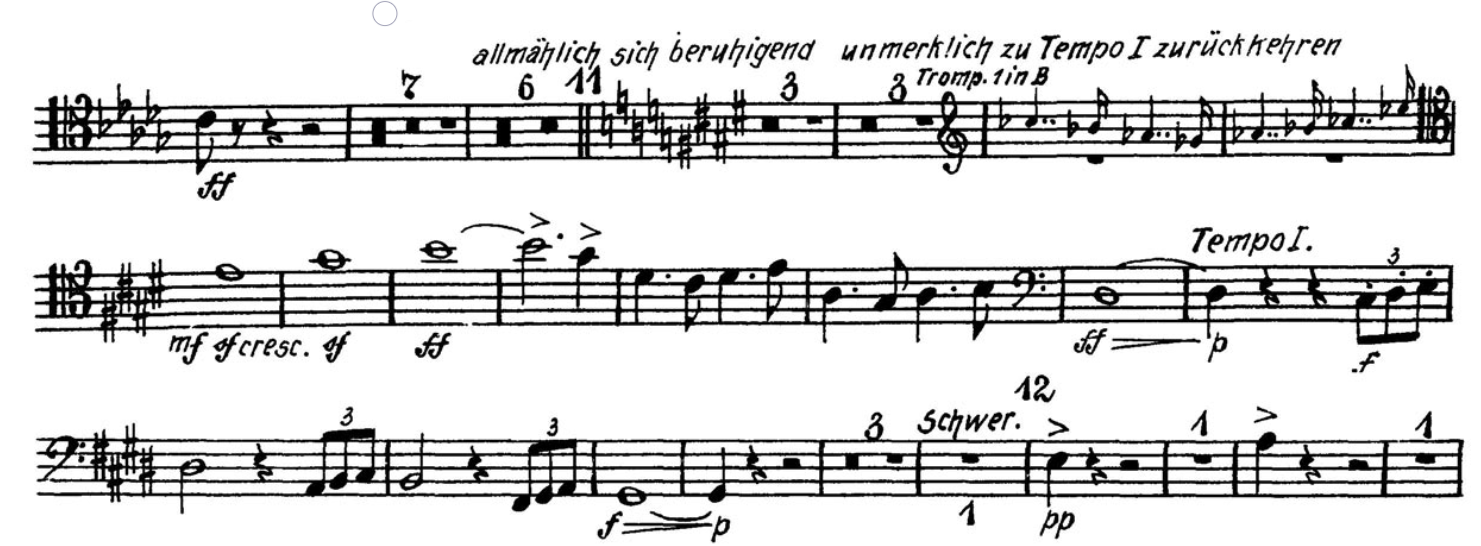 allmählich sich beruhigend unmerklich zu Tempo I zurückkehren
7 6 11 3 3 Tromp. 1 in B
ff
Tempo I.
3
mf sf cresc. sf ff ff p f
12
3 3 3 Schwer. 1 1
f p 1 pp